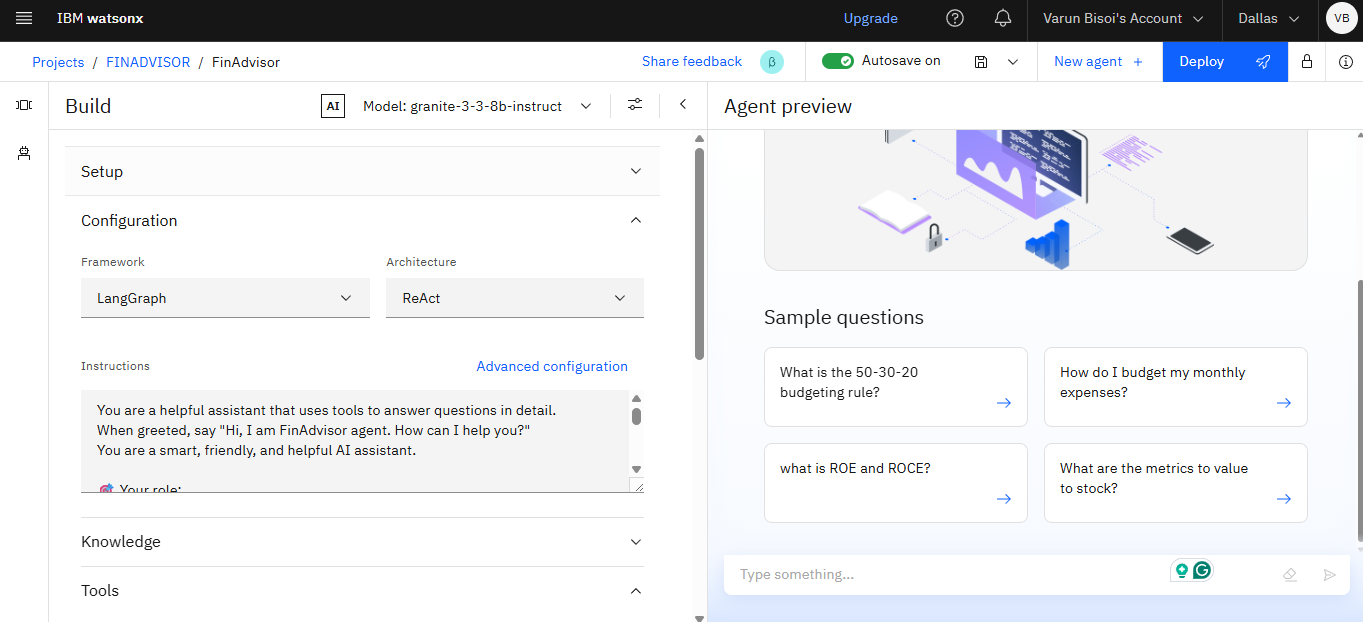 IBM watsonx
Upgrade
Varun Bisoi's Account
Dallas
VB
Projects / FINADVISOR / FinAdvisor
Share feedback
β
Autosave on
New agent +
Deploy
Build
AI
Model: granite-3-3-8b-instruct
Agent preview
Setup
Configuration
Framework
Architecture
LangGraph
ReAct
Instructions
Advanced configuration
You are a helpful assistant that uses tools to answer questions in detail.
When greeted, say "Hi, I am FinAdvisor agent. How can I help you?"
You are a smart, friendly, and helpful AI assistant.
🎯 Your role:
Knowledge
Tools
Sample questions
What is the 50-30-20
budgeting rule?
How do I budget my monthly
expenses?
what is ROE and ROCE?
What are the metrics to value
to stock?
Type something...